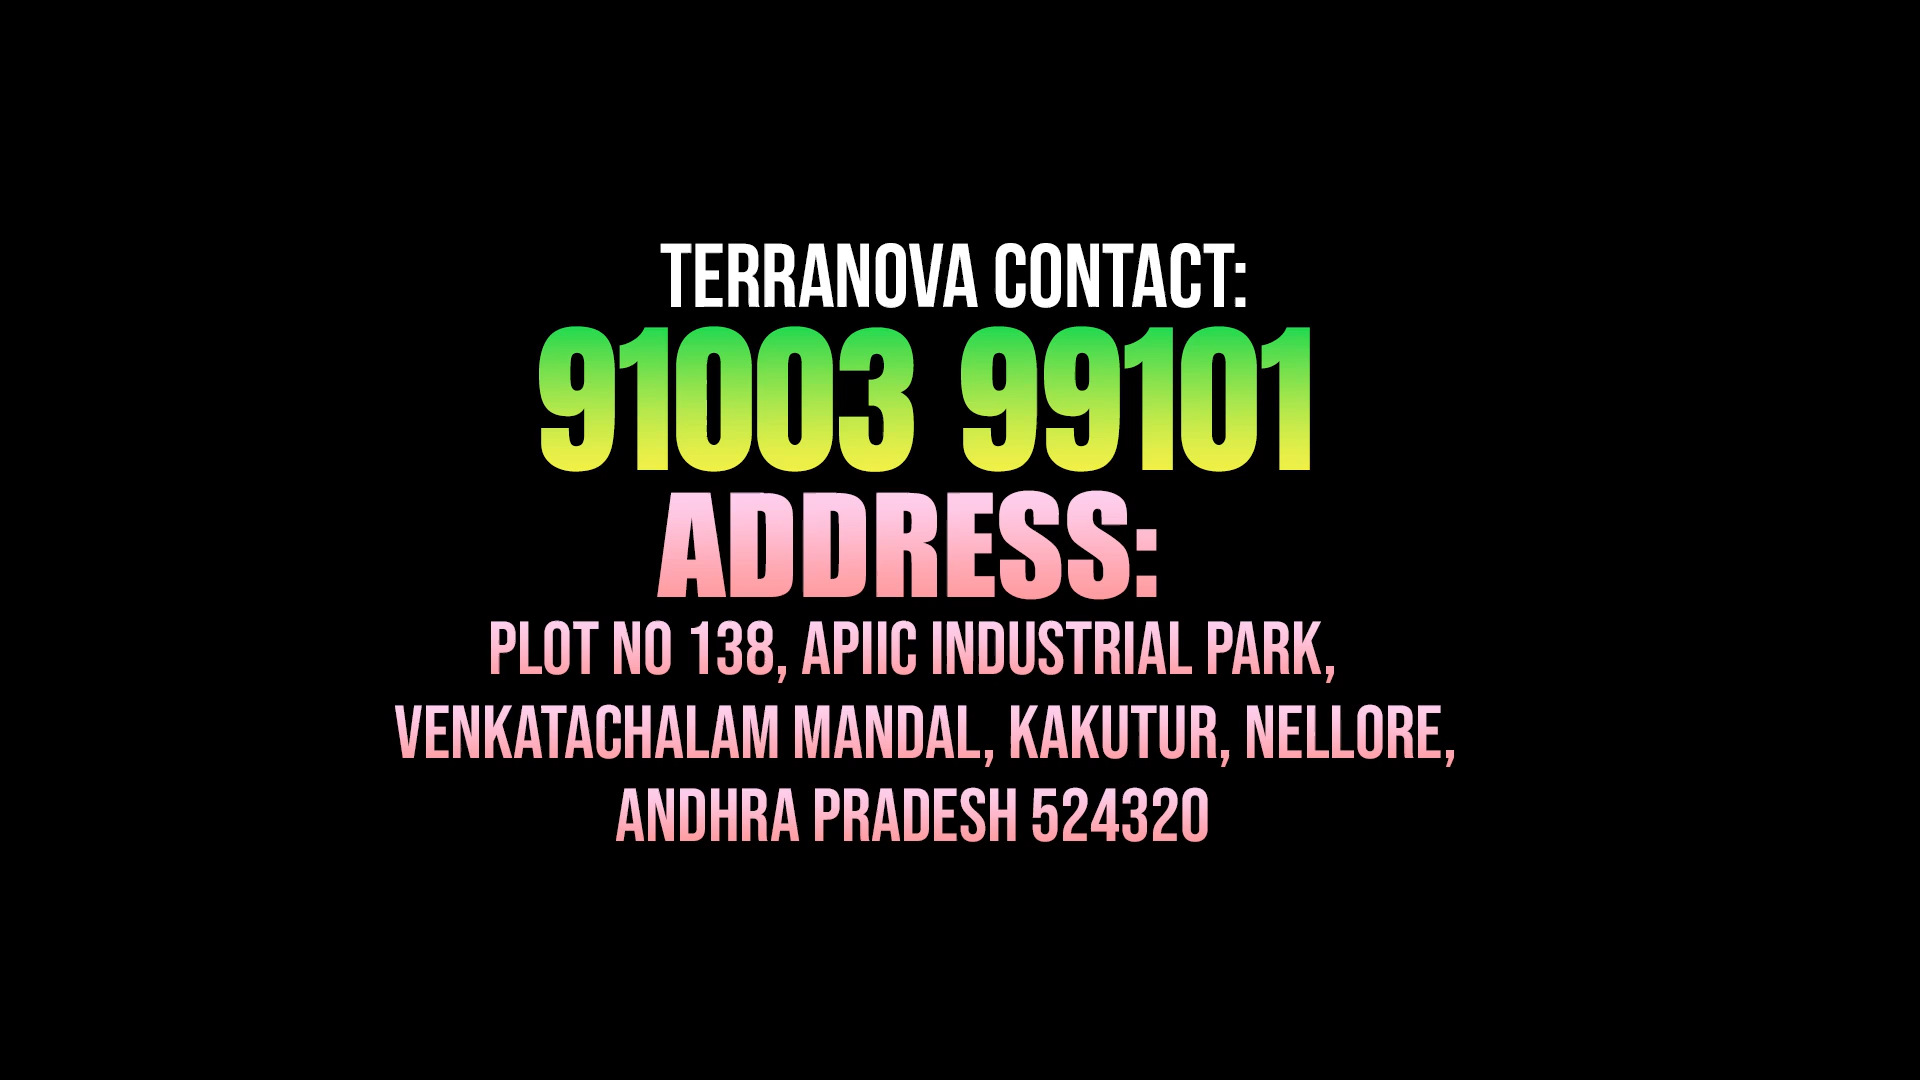 TERRANOVA CONTACT:
91003 99101
ADDRESS:
PLOT NO 138, APIIC INDUSTRIAL PARK,
VENKATACHALAM MANDAL, KAKUTUR, NELLORE,
ANDHRA PRADESH 524320